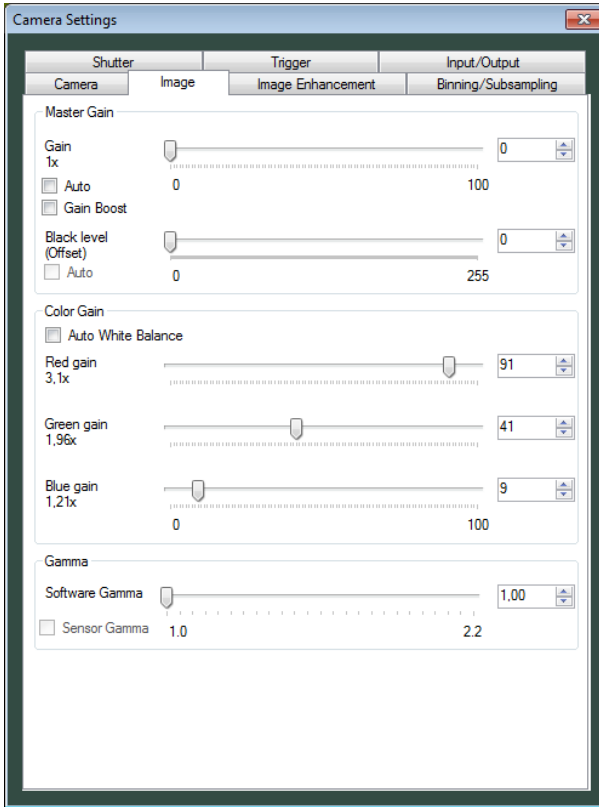 Camera Settings
Shutter Trigger Input/Output
Camera Image Image Enhancement Binning/Subsampling
Master Gain
Gain
1x
0
Auto
0 100
Gain Boost
Black level
(Offset)
0
Auto
0 255
Color Gain
Auto White Balance
Red gain
3,1x
91
Green gain
1,96x
41
Blue gain
1,21x
9
0 100
Gamma
Software Gamma 1,00
Sensor Gamma 1.0 2.2